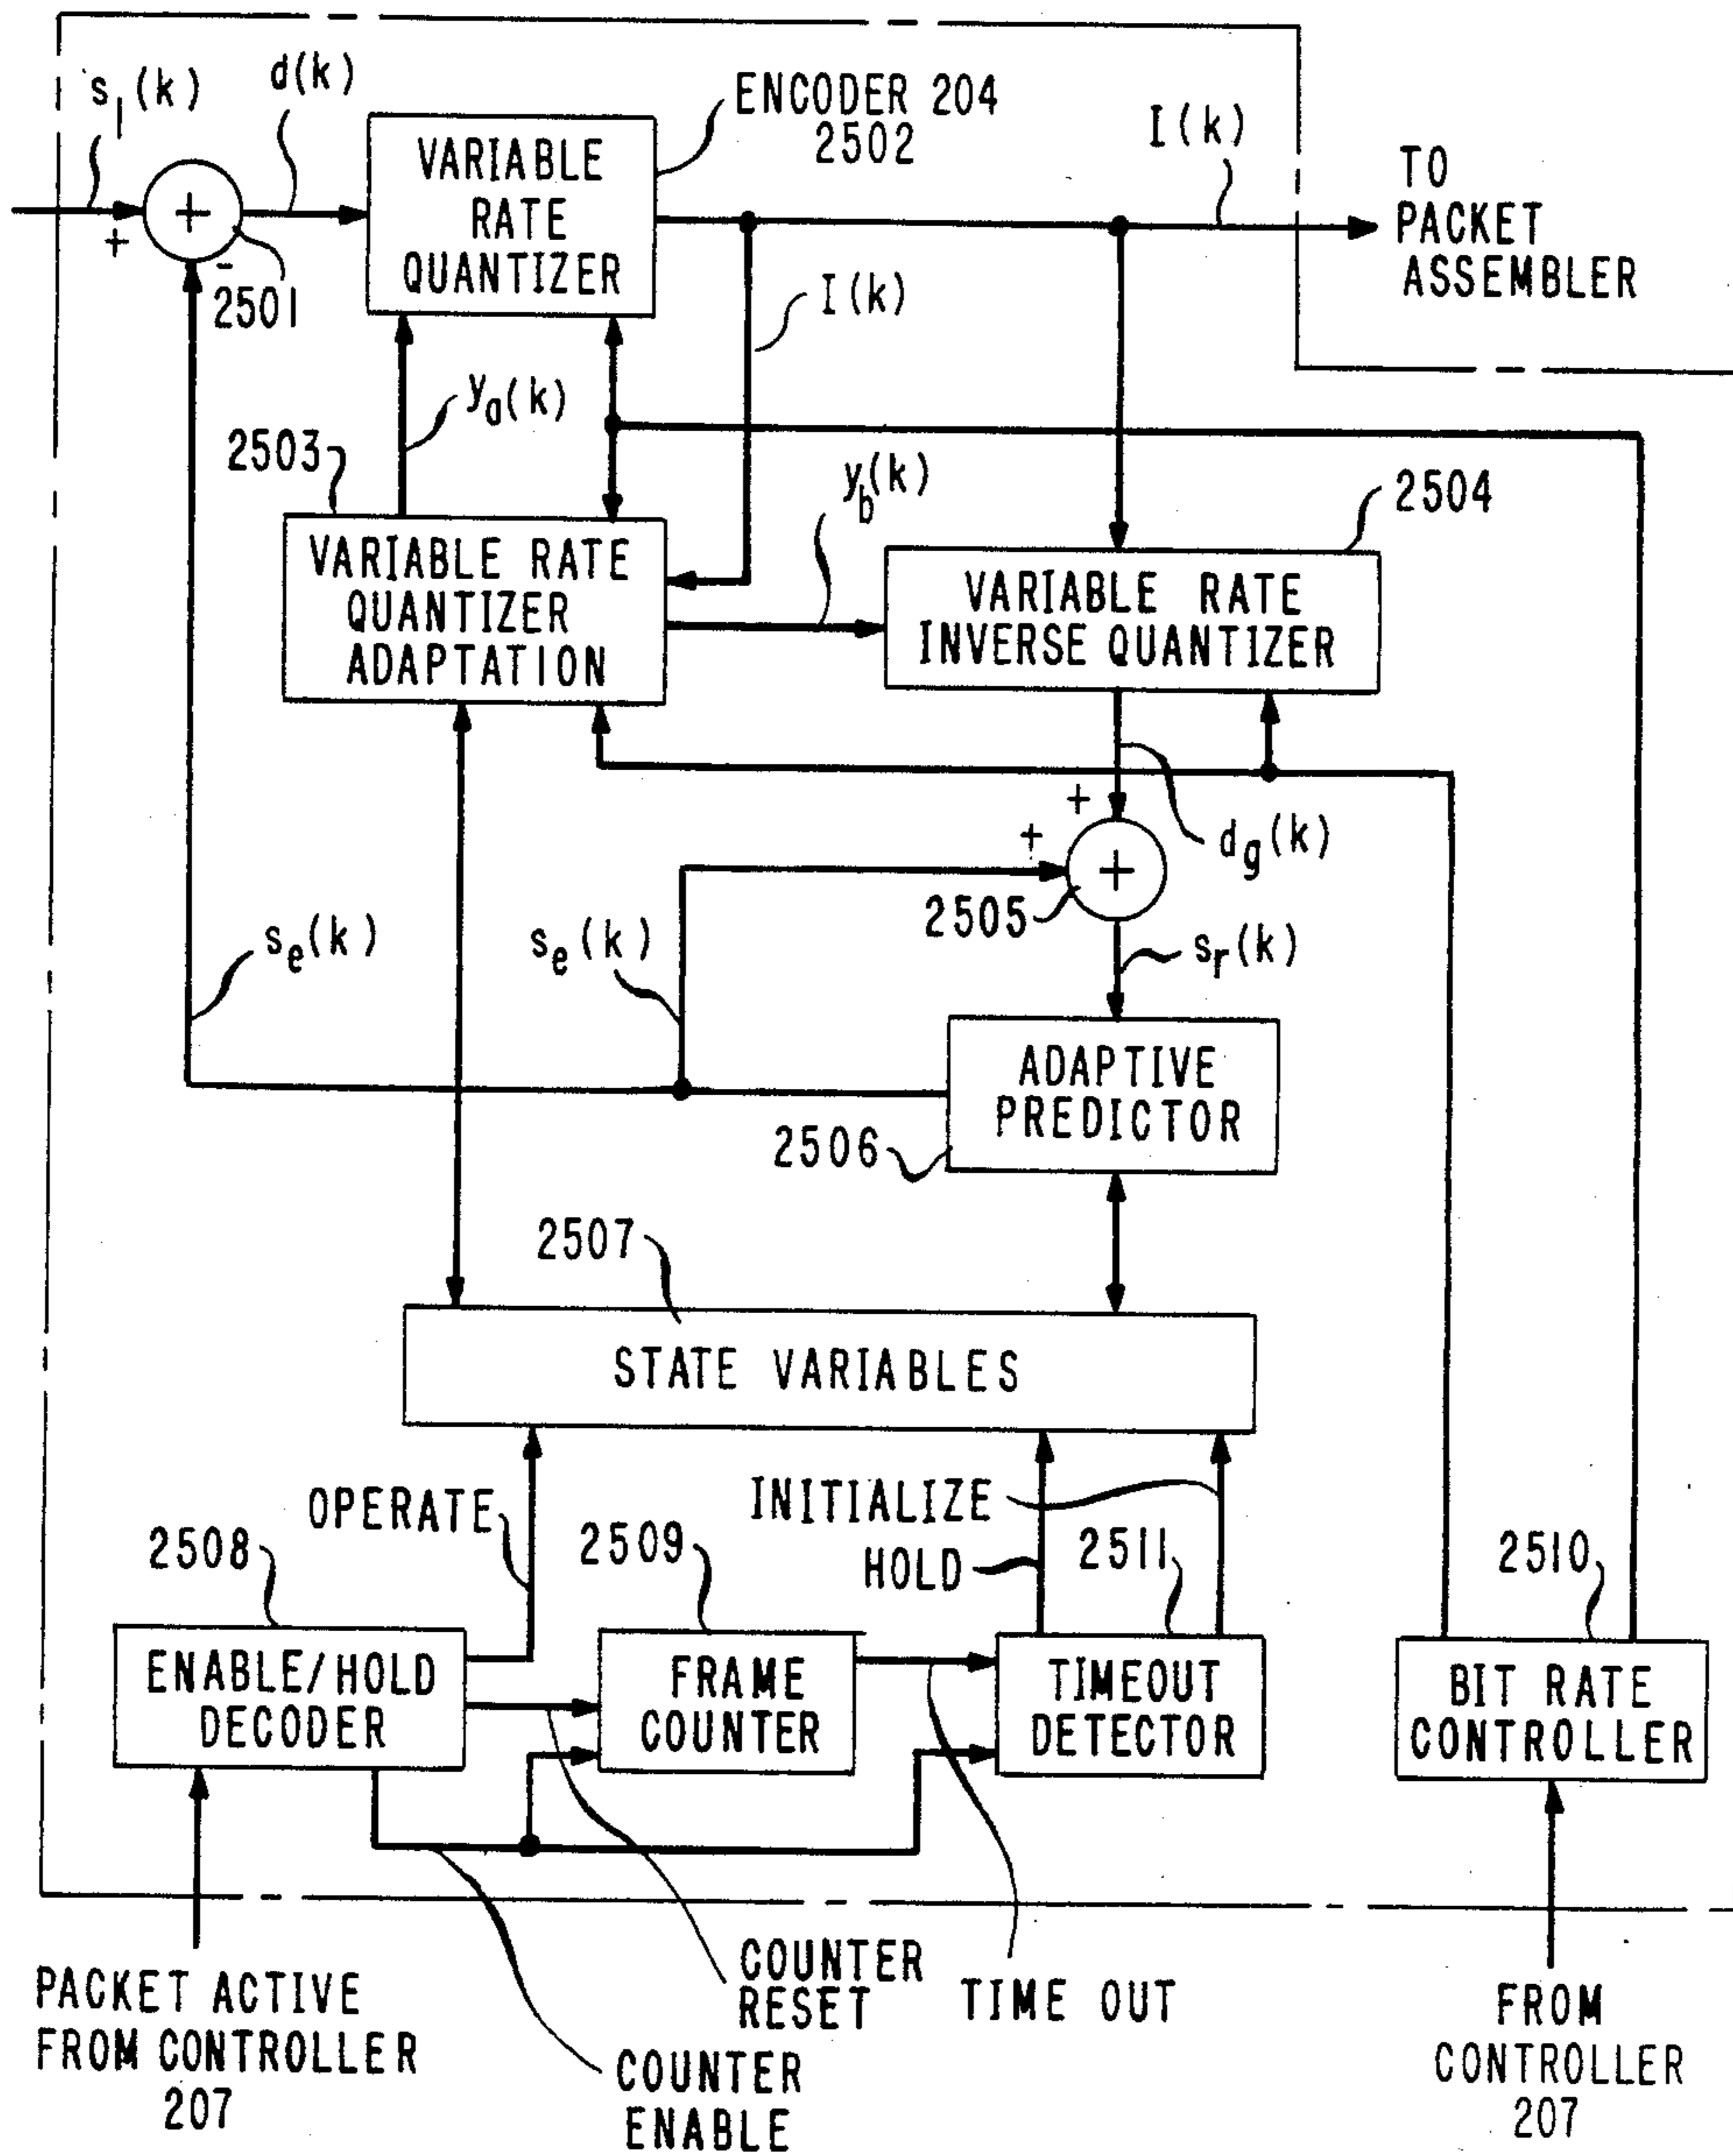 s_l(k)
d(k)
ENCODER 204
2502
I(k)
TO
PACKET
ASSEMBLER
VARIABLE
RATE
QUANTIZER
+
+
-
2501
I(k)
y_a(k)
2503
y_b(k)
2504
VARIABLE RATE
QUANTIZER
ADAPTATION
VARIABLE RATE
INVERSE QUANTIZER
+
+
+
d_g(k)
2505
s_e(k)
s_e(k)
s_r(k)
ADAPTIVE
PREDICTOR
2506
2507
STATE VARIABLES
OPERATE
INITIALIZE
HOLD
2508
2509
2511
2510
ENABLE/HOLD
DECODER
FRAME
COUNTER
TIMEOUT
DETECTOR
BIT RATE
CONTROLLER
PACKET ACTIVE
FROM CONTROLLER
207
COUNTER
RESET
TIME OUT
COUNTER
ENABLE
FROM
CONTROLLER
207